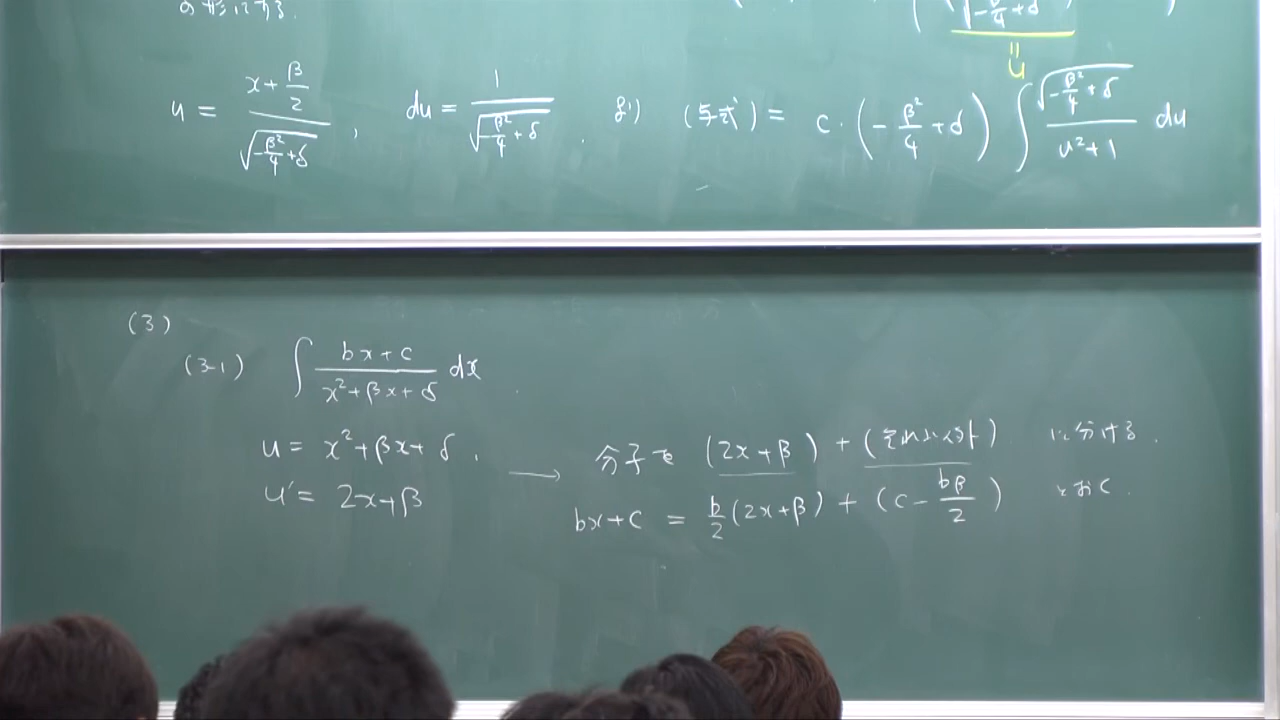 の形にする.
√(-β²/4+δ)
"
u
u = (x+β/2)/√(-β²/4+δ) , du = 1/√(-β²/4+δ) . より (与式) = c・(-β²/4+δ) ∫ √(-β²/4+δ)/(u²+1) du
(3)
(3-1) ∫ (bx+c)/(x²+βx+δ) dx .
u = x²+βx+δ . → 分子を (2x+β) + (それ以外) に分ける .
u' = 2x+β
bx+c = b/2 (2x+β) + (c - bβ/2) とおく .